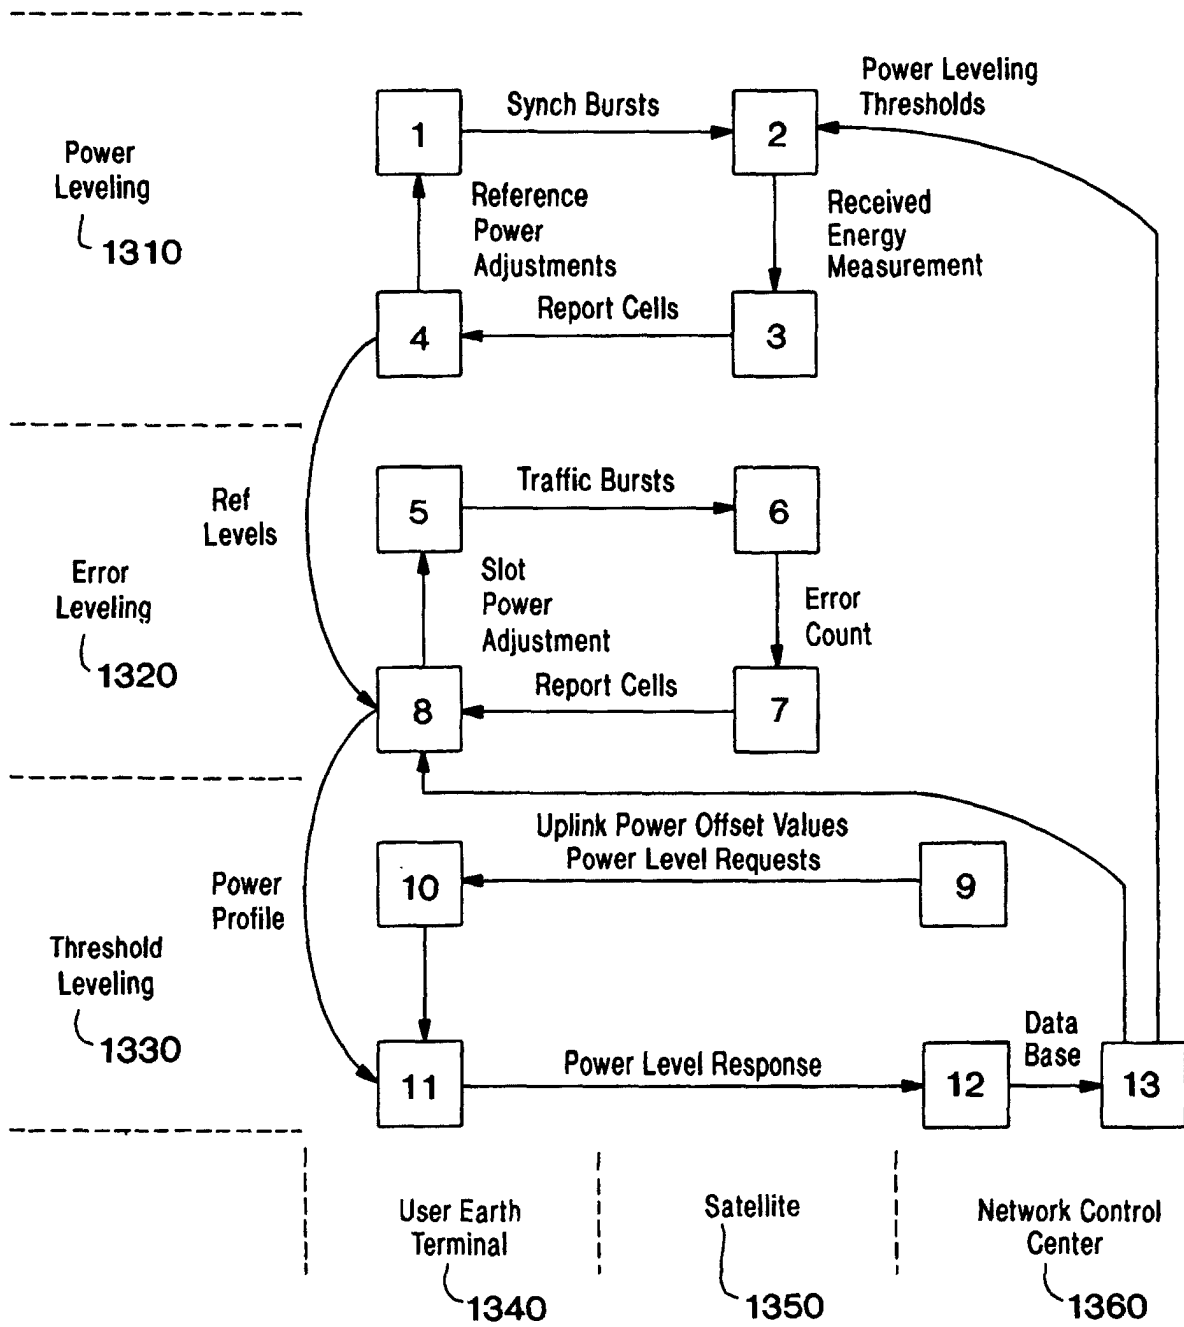 Power Leveling
Thresholds
1
Synch Bursts
2
Power
Leveling
1310
Reference
Power
Adjustments
Received
Energy
Measurement
4
Report Cells
3
Ref
Levels
5
Traffic Bursts
6
Error
Leveling
1320
Slot
Power
Adjustment
Error
Count
8
Report Cells
7
Uplink Power Offset Values
Power Level Requests
10
9
Power
Profile
Threshold
Leveling
1330
Data
Base
11
Power Level Response
12
13
User Earth
Terminal
1340
Satellite
1350
Network Control
Center
1360